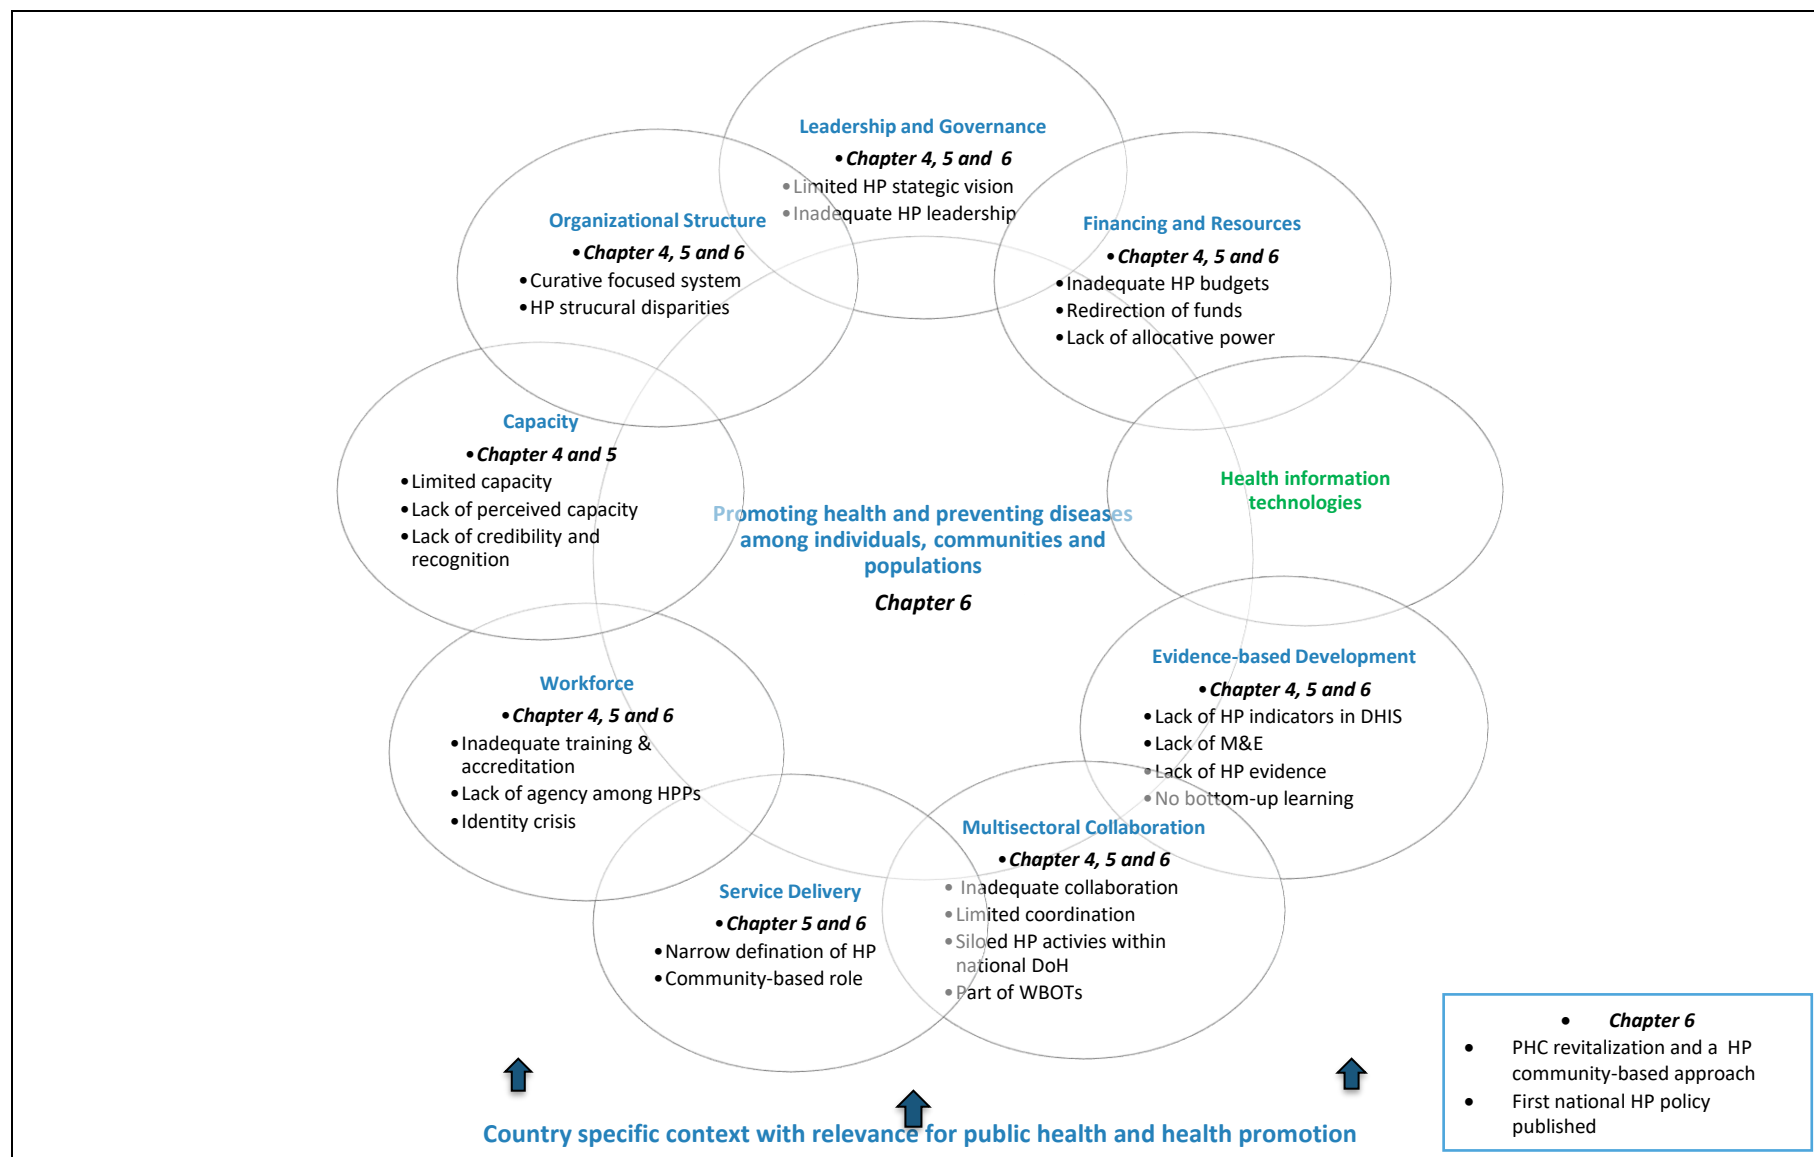 Leadership and Governance
•Chapter 4, 5 and 6
•Limited HP stategic vision
•Inadequate HP leadership
Organizational Structure
•Chapter 4, 5 and 6
•Curative focused system
•HP strucural disparities
Financing and Resources
•Chapter 4, 5 and 6
•Inadequate HP budgets
•Redirection of funds
•Lack of allocative power
Capacity
•Chapter 4 and 5
•Limited capacity
•Lack of perceived capacity
•Lack of credibility and
recognition
Health information
technologies
Promoting health and preventing diseases
among individuals, communities and
populations
Chapter 6
Evidence-based Development
•Chapter 4, 5 and 6
•Lack of HP indicators in DHIS
•Lack of M&E
•Lack of HP evidence
•No bottom-up learning
Workforce
•Chapter 4, 5 and 6
•Inadequate training &
accreditation
•Lack of agency among HPPs
•Identity crisis
Multisectoral Collaboration
•Chapter 4, 5 and 6
• Inadequate collaboration
•Limited coordination
•Siloed HP activies within
national DoH
•Part of WBOTs
Service Delivery
•Chapter 5 and 6
•Narrow defination of HP
•Community-based role
• Chapter 6
• PHC revitalization and a HP
community-based approach
• First national HP policy
published
Country specific context with relevance for public health and health promotion